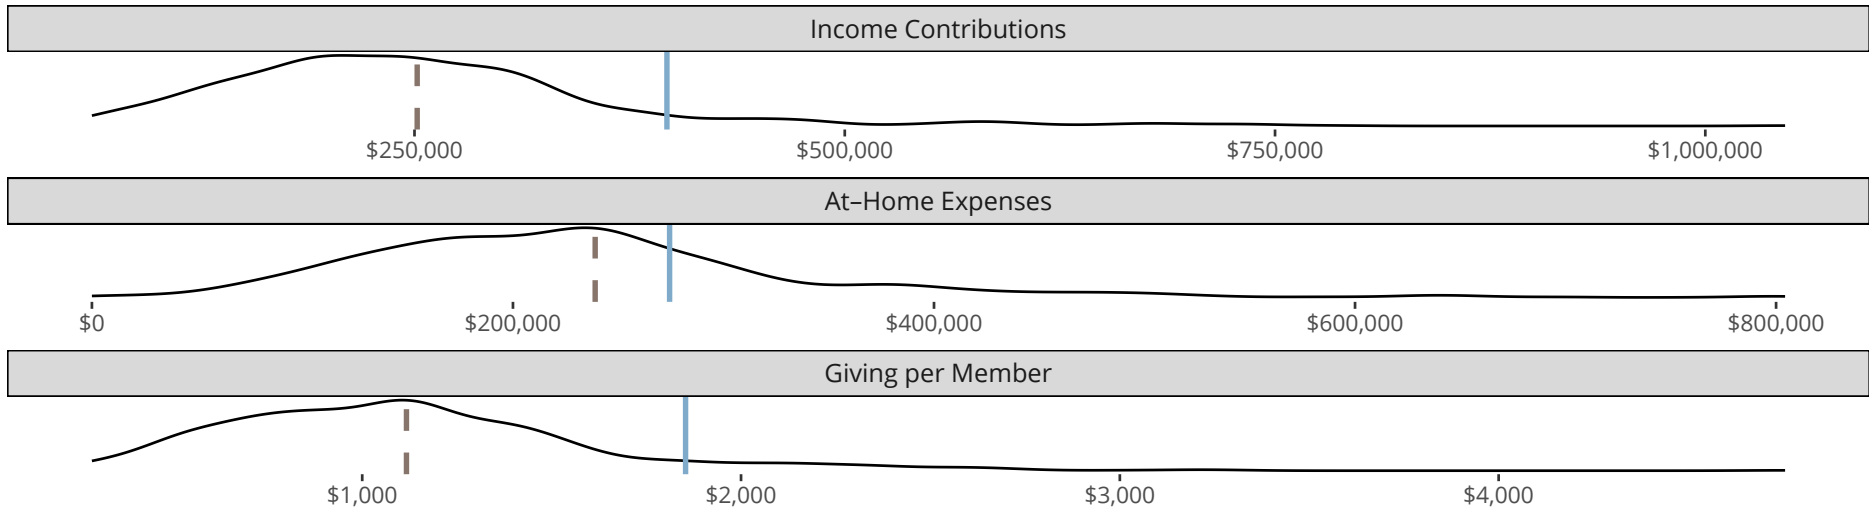 Income Contributions
$250,000 $500,000 $750,000 $1,000,000
At–Home Expenses
$0 $200,000 $400,000 $600,000 $800,000
Giving per Member
$1,000 $2,000 $3,000 $4,000